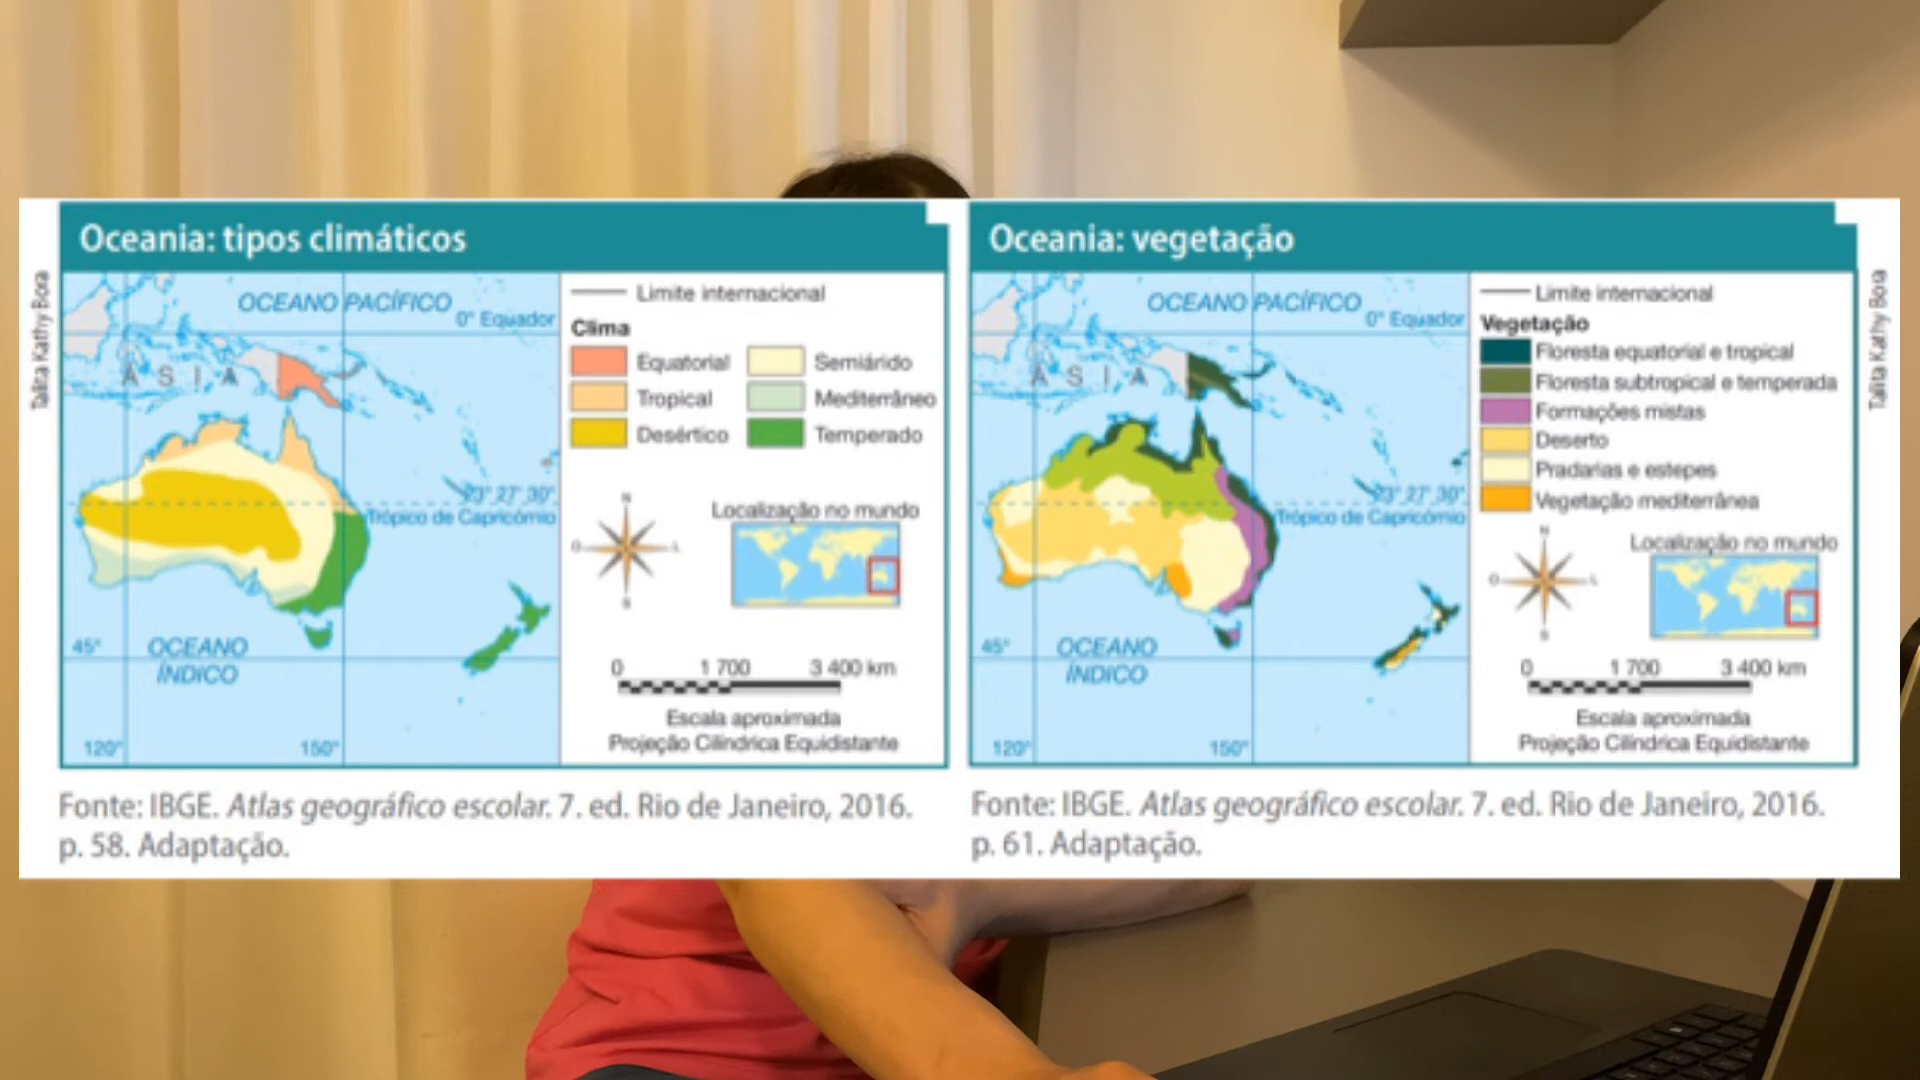 Oceania: tipos climáticos
Talita Kathy Bora
OCEANO PACÍFICO
0° Equador
ASIA
23° 27' 30"
Trópico de Capricórnio
45°
OCEANO
ÍNDICO
120°
150°
Limite internacional
Clima
Equatorial
Semiárido
Tropical
Mediterrâneo
Desértico
Temperado
N
O
L
S
Localização no mundo
0 1 700 3 400 km
Escala aproximada
Projeção Cilíndrica Equidistante
Fonte: IBGE. Atlas geográfico escolar. 7. ed. Rio de Janeiro, 2016.
p. 58. Adaptação.
Oceania: vegetação
Talita Kathy Bora
OCEANO PACÍFICO
0° Equador
ASIA
23° 27' 30"
Trópico de Capricórnio
45°
OCEANO
ÍNDICO
120°
150°
Limite internacional
Vegetação
Floresta equatorial e tropical
Floresta subtropical e temperada
Formações mistas
Deserto
Pradarias e estepes
Vegetação mediterrânea
N
O
L
S
Localização no mundo
0 1 700 3 400 km
Escala aproximada
Projeção Cilíndrica Equidistante
Fonte: IBGE. Atlas geográfico escolar. 7. ed. Rio de Janeiro, 2016.
p. 61. Adaptação.